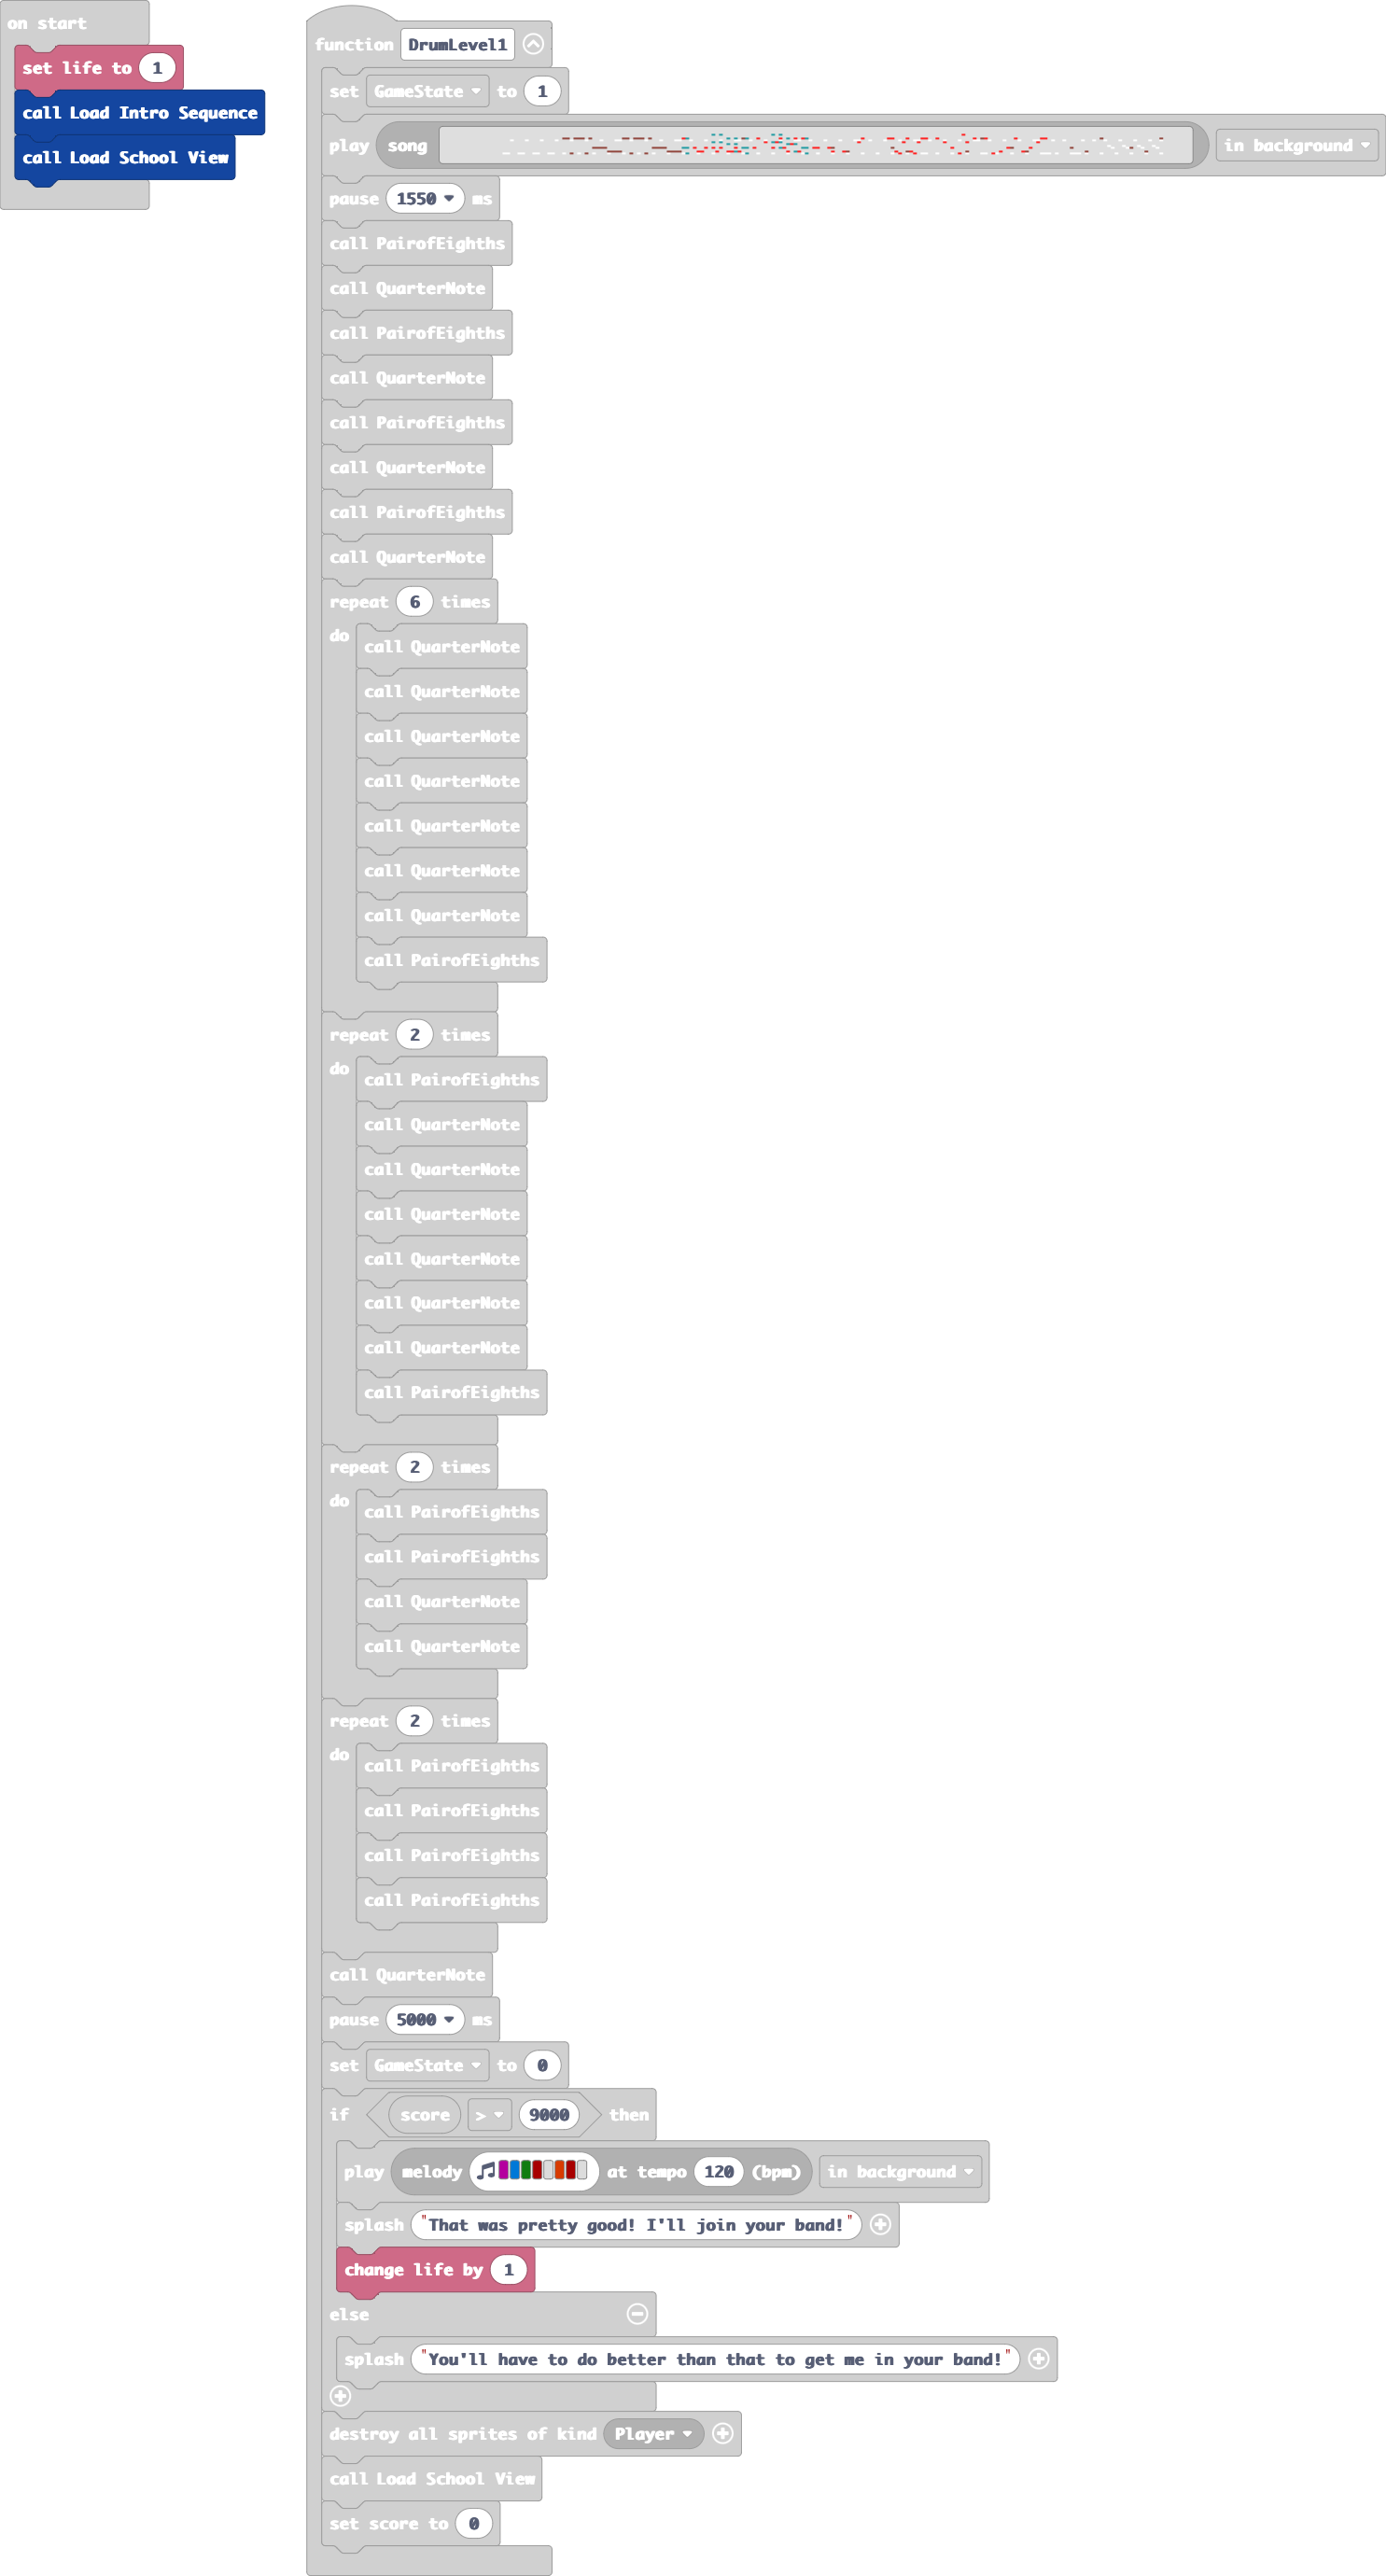 on start
set life to 1
call Load Intro Sequence
call Load School View
function DrumLevel1
set GameState to 1
play song in background
pause 1550 ms
call PairofEighths
call QuarterNote
call PairofEighths
call QuarterNote
call PairofEighths
call QuarterNote
call PairofEighths
call QuarterNote
repeat 6 times
do call QuarterNote
call QuarterNote
call QuarterNote
call QuarterNote
call QuarterNote
call QuarterNote
call QuarterNote
call PairofEighths
repeat 2 times
do call PairofEighths
call QuarterNote
call QuarterNote
call QuarterNote
call QuarterNote
call QuarterNote
call QuarterNote
call PairofEighths
repeat 2 times
do call PairofEighths
call PairofEighths
call QuarterNote
call QuarterNote
repeat 2 times
do call PairofEighths
call PairofEighths
call PairofEighths
call PairofEighths
call QuarterNote
pause 5000 ms
set GameState to 0
if score > 9000 then
play melody at tempo 120 (bpm) in background
splash "That was pretty good! I'll join your band!"
change life by 1
else
splash "You'll have to do better than that to get me in your band!"
destroy all sprites of kind Player
call Load School View
set score to 0